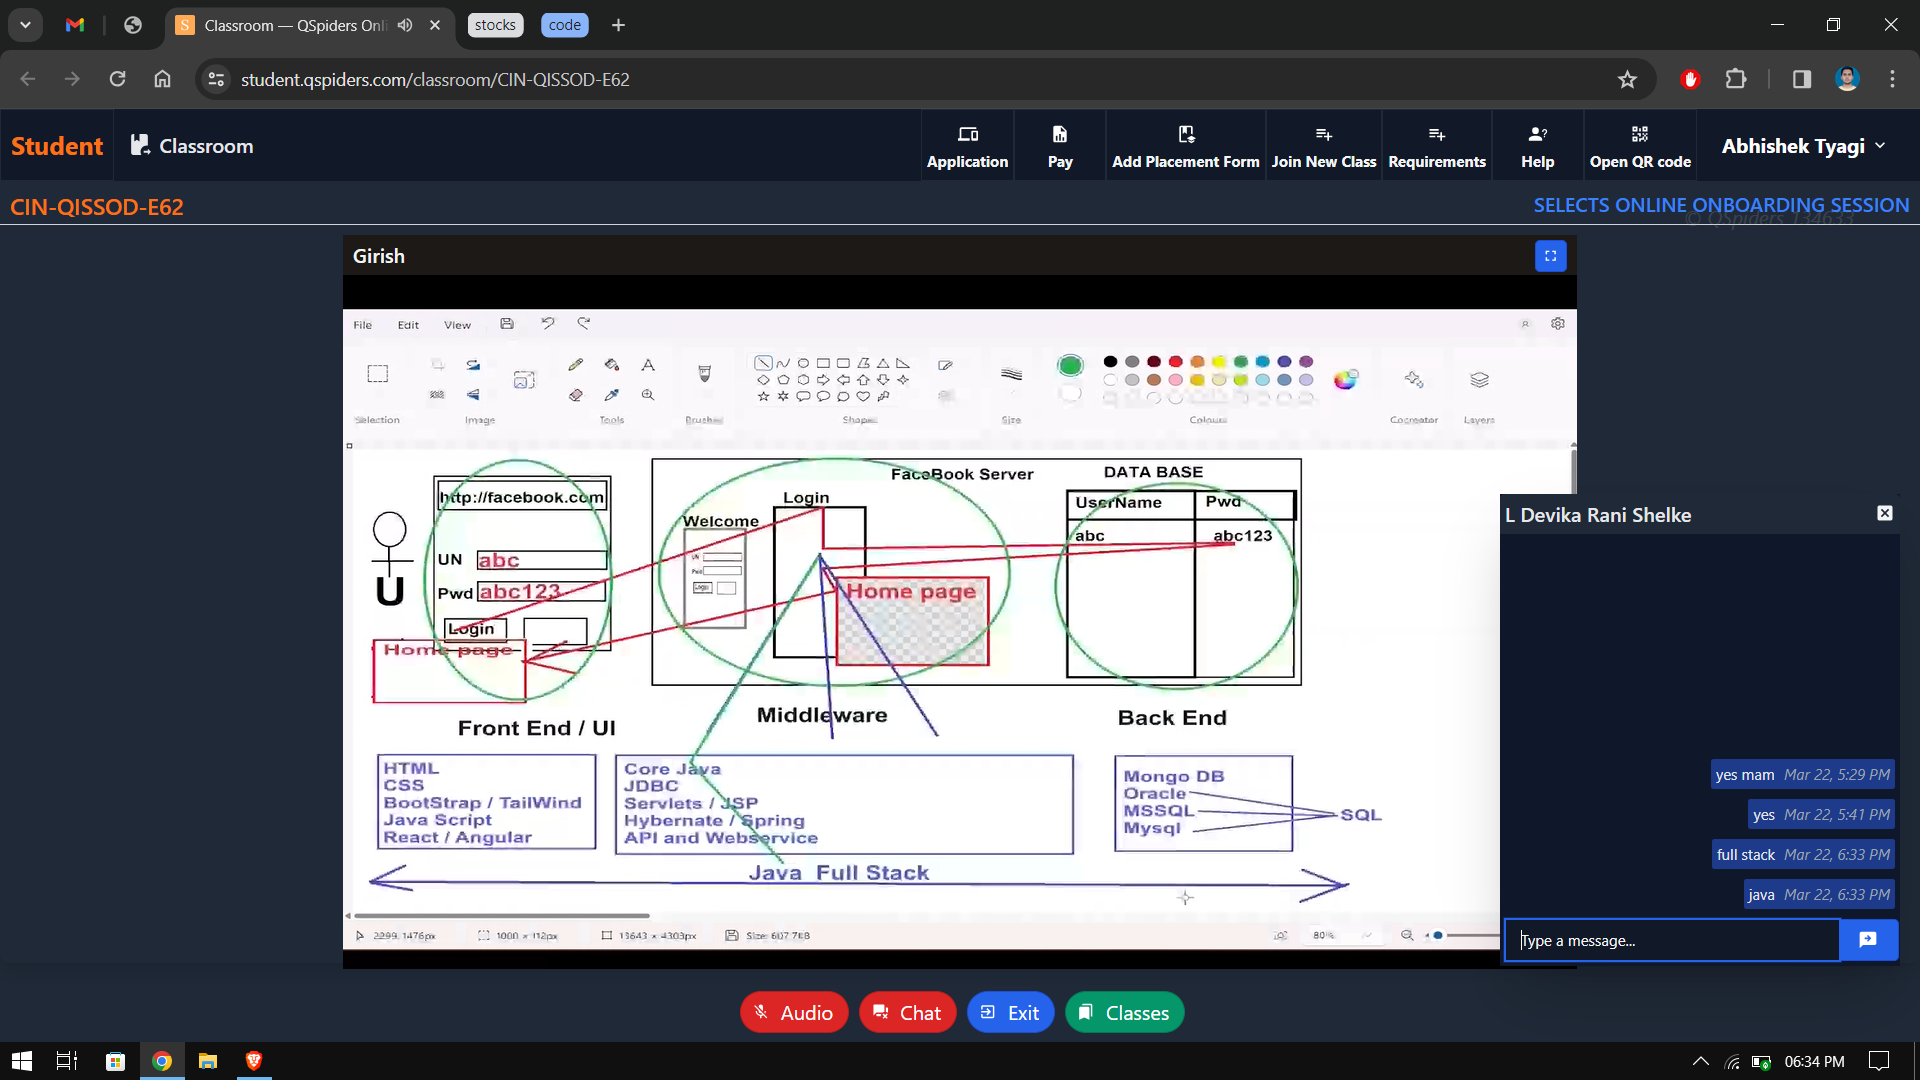 Classroom — QSpiders Onli
stocks
code
student.qspiders.com/classroom/CIN-QISSOD-E62
Student
Classroom
Application
Pay
Add Placement Form
Join New Class
Requirements
Help
Open QR code
Abhishek Tyagi
CIN-QISSOD-E62
SELECTS ONLINE ONBOARDING SESSION
© QSpiders 134633
Girish
File
Edit
View
Selection
Image
Tools
Brushes
Shapes
Size
Colours
Cocreator
Layers
http://facebook.com
UN
abc
Pwd
abc123
Login
Home page
U
FaceBook Server
Login
Welcome
UN
Pwd
Login
Home page
DATA BASE
UserName
Pwd
abc
abc123
Front End / UI
Middleware
Back End
HTML
CSS
BootStrap / TailWind
Java Script
React / Angular
Core Java
JDBC
Servlets / JSP
Hybernate / Spring
API and Webservice
Mongo DB
Oracle
MSSQL
Mysql
SQL
Java Full Stack
2299, 1476px
1000 × 112px
13643 × 4303px
Size: 607.7KB
80%
L Devika Rani Shelke
yes mam Mar 22, 5:29 PM
yes Mar 22, 5:41 PM
full stack Mar 22, 6:33 PM
java Mar 22, 6:33 PM
Type a message...
Audio
Chat
Exit
Classes
06:34 PM